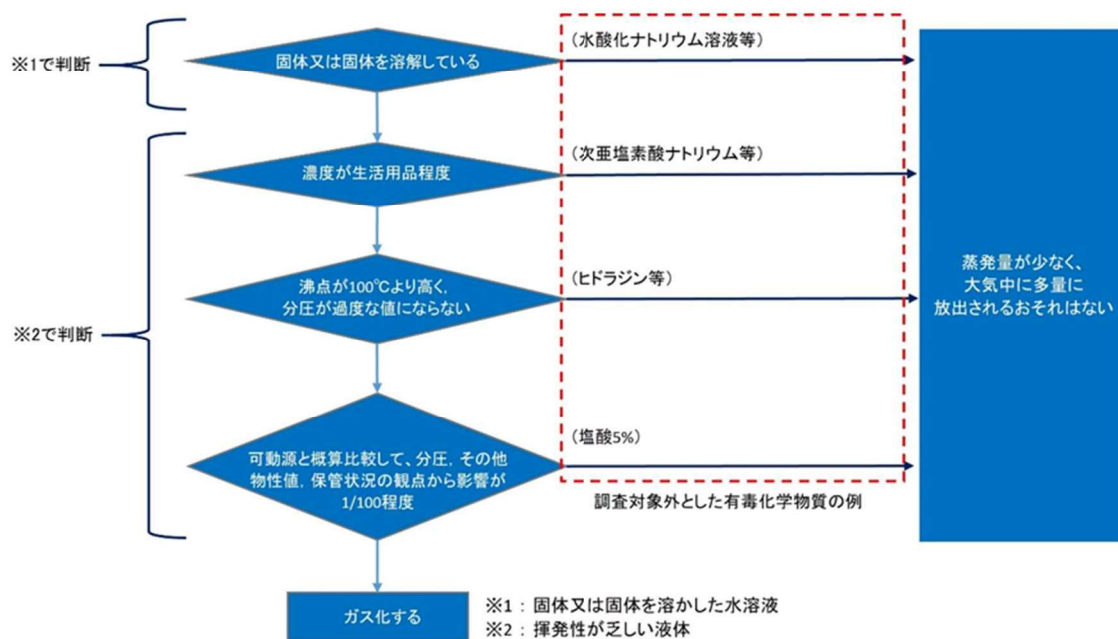 ※1で判断
固体又は固体を溶解している
(水酸化ナトリウム溶液等)
濃度が生活用品程度
(次亜塩素酸ナトリウム等)
※2で判断
沸点が100℃より高く,
分圧が過度な値にならない
(ヒドラジン等)
蒸発量が少なく、
大気中に多量に
放出されるおそれはない
可動源と概算比較して、分圧, その他
物性値, 保管状況の観点から影響が
1/100程度
(塩酸5%)
調査対象外とした有毒化学物質の例
ガス化する
※1 : 固体又は固体を溶かした水溶液
※2 : 揮発性が乏しい液体